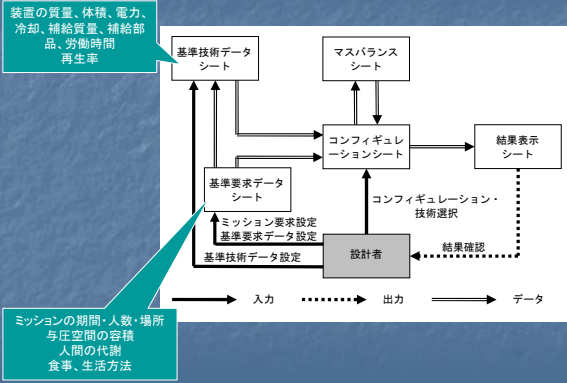 装置の質量、体積、電力、
冷却、補給質量、補給部
品、労働時間
再生率
基準技術データ
シート
マスバランス
シート
コンフィギュレ
ーションシート
結果表示
シート
基準要求データ
シート
コンフィギュレーション・
技術選択
ミッション要求設定
基準要求データ設定
基準技術データ設定
設計者
結果確認
入力
出力
データ
ミッションの期間・人数・場所
与圧空間の容積
人間の代謝
食事、生活方法